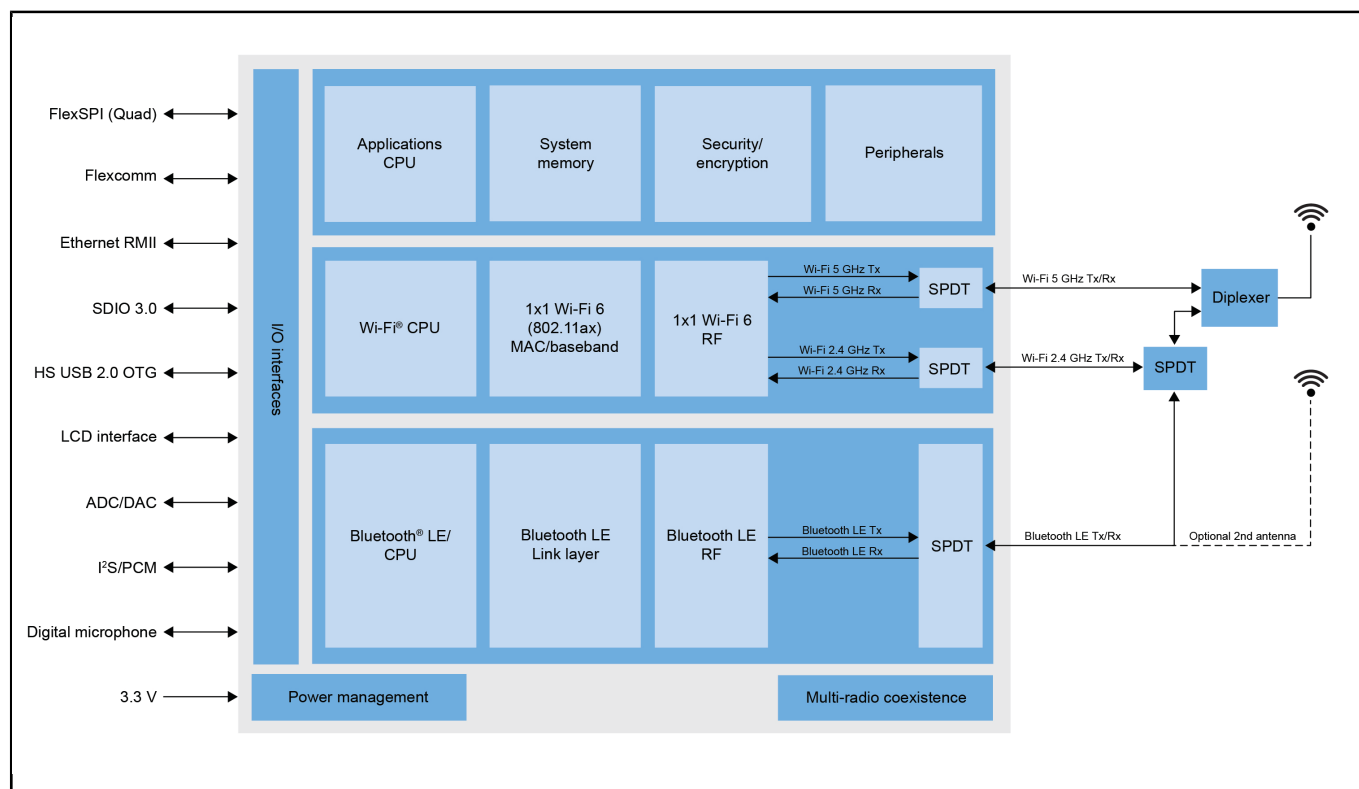 FlexSPI (Quad)
Flexcomm
Ethernet RMII
SDIO 3.0
HS USB 2.0 OTG
LCD interface
ADC/DAC
I²S/PCM
Digital microphone
3.3 V
I/O interfaces
Applications
CPU
System
memory
Security/
encryption
Peripherals
Wi-Fi® CPU
1x1 Wi-Fi 6
(802.11ax)
MAC/baseband
1x1 Wi-Fi 6
RF
Wi-Fi 5 GHz Tx
Wi-Fi 5 GHz Rx
SPDT
Wi-Fi 2.4 GHz Tx
Wi-Fi 2.4 GHz Rx
SPDT
Wi-Fi 5 GHz Tx/Rx
Diplexer
Wi-Fi 2.4 GHz Tx/Rx
SPDT
Bluetooth® LE/
CPU
Bluetooth LE
Link layer
Bluetooth LE
RF
Bluetooth LE Tx
Bluetooth LE Rx
SPDT
Bluetooth LE Tx/Rx
Optional 2nd antenna
Power management
Multi-radio coexistence